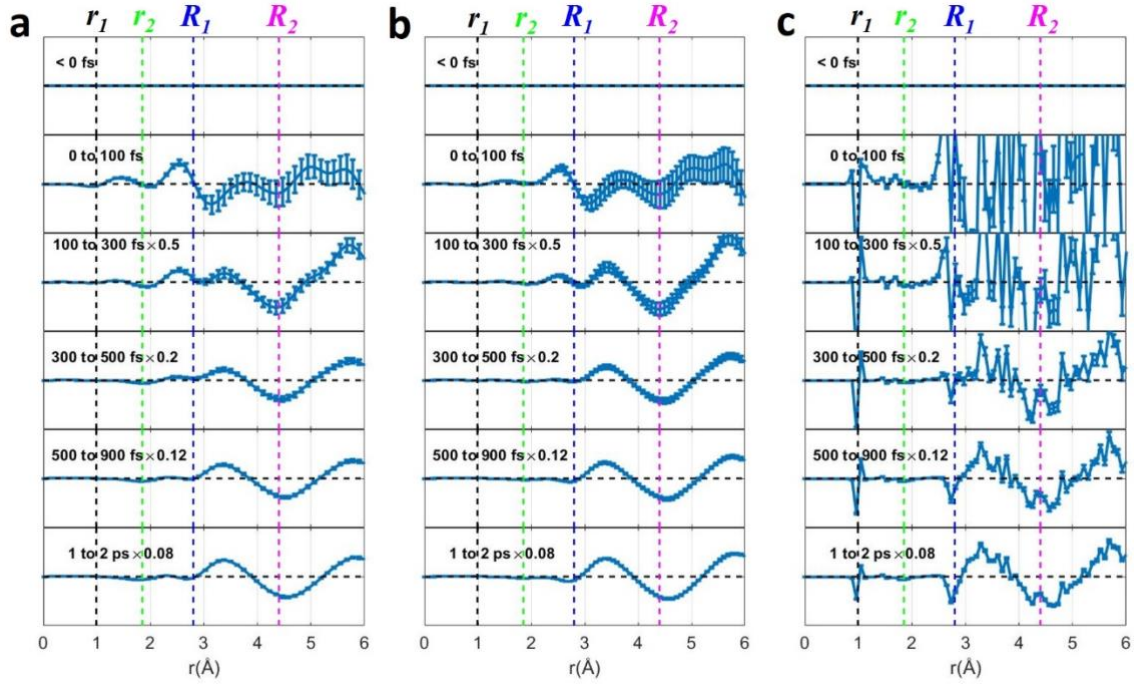 a r₁ r₂ R₁ R₂
< 0 fs
0 to 100 fs
100 to 300 fs×0.5
300 to 500 fs×0.2
500 to 900 fs×0.12
1 to 2 ps×0.08
0 1 2 3 4 5 6
r(Å)
b r₁ r₂ R₁ R₂
< 0 fs
0 to 100 fs
100 to 300 fs×0.5
300 to 500 fs×0.2
500 to 900 fs×0.12
1 to 2 ps×0.08
0 1 2 3 4 5 6
r(Å)
c r₁ r₂ R₁ R₂
< 0 fs
0 to 100 fs
100 to 300 fs×0.5
300 to 500 fs×0.2
500 to 900 fs×0.12
1 to 2 ps×0.08
0 1 2 3 4 5 6
r(Å)